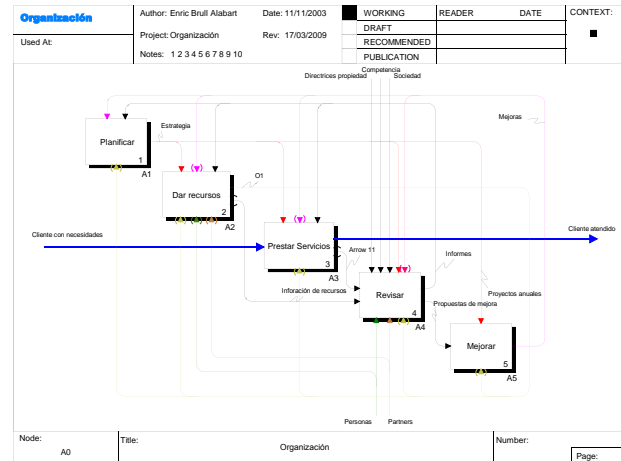 Organización
Used At:
Author: Enric Brull Alabart
Date: 11/11/2003
Project: Organización
Rev: 17/03/2009
Notes: 1 2 3 4 5 6 7 8 9 10
WORKING
DRAFT
RECOMMENDED
PUBLICATION
READER
DATE
CONTEXT:
Competencia
Directrices propiedad
Sociedad
Mejoras
Estrategia
Planificar
1
A1
O1
Dar recursos
2
A2
Cliente con necesidades
Cliente atendido
Prestar Servicios
3
A3
Arrow 11
Informes
Inforación de recursos
Revisar
4
A4
Proyectos anuales
Propuestas de mejora
Mejorar
5
A5
Personas
Partners
Node:
A0
Title:
Organización
Number:
Page: